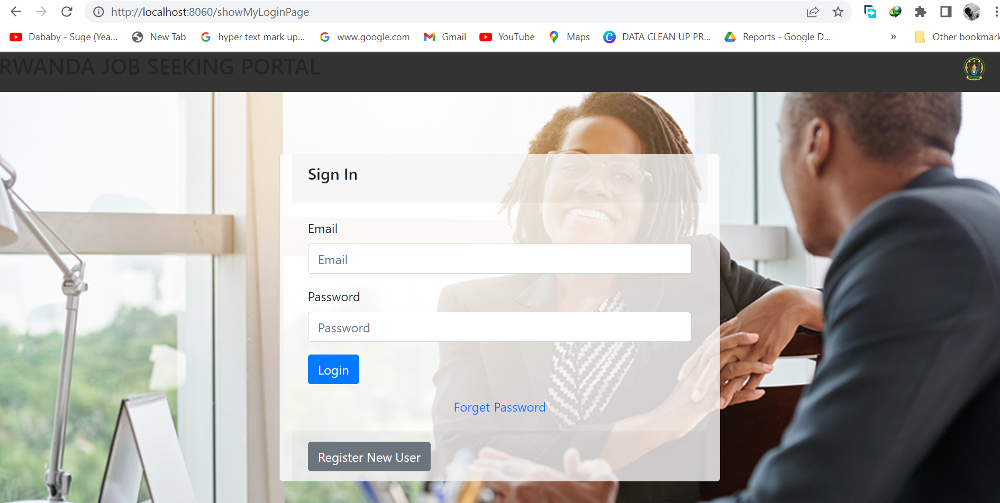 http://localhost:8060/showMyLoginPage
Dababy - Suge (Yea... New Tab hyper text mark up... www.google.com Gmail YouTube Maps DATA CLEAN UP PR... Reports - Google D... » Other bookmark
RWANDA JOB SEEKING PORTAL
Sign In
Email
Email
Password
Password
Login
Forget Password
Register New User